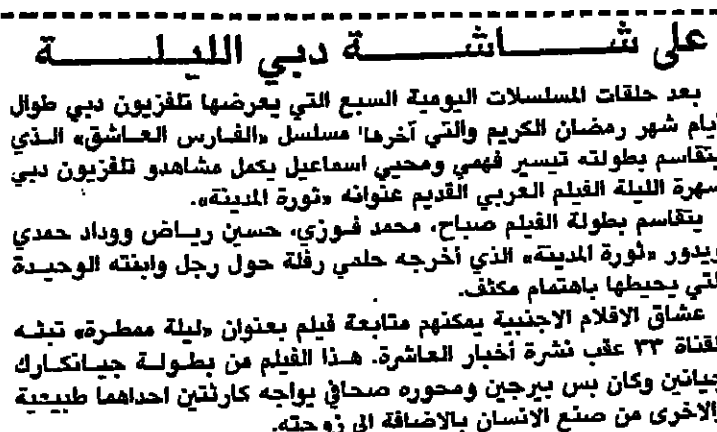 على شـــاشـــة دبي الليلـــة
بعد حلقات المسلسلات اليومية السبع التي يعرضها تلفزيون دبي طوال
أيام شهر رمضان الكريم والتي آخرها مسلسل «الفارس العاشق» الذي
يتقاسم بطولته تيسير فهمي ومحيي اسماعيل يكمل مشاهدو تلفزيون دبي
سهرة الليلة الفيلم العربي القديم عنوانه «ثورة المدينة».
يتقاسم بطولة الفيلم صباح، محمد فوزي، حسين رياض ووداد حمدي
ويدور «ثورة المدينة» الذي أخرجه حلمي رفلة حول رجل وابنته الوحيدة
التي يحيطها باهتمام مكثف.
عشاق الافلام الاجنبية يمكنهم متابعة فيلم بعنوان «ليلة ممطرة» تبثه
القناة ٣٣ عقب نشرة أخبار العاشرة. هذا الفيلم من بطولة جياتكارك
جيانين وكان بس بيرجين ومحوره صحافي يواجه كارثتين احداهما طبيعية
والاخرى من صنع الانسان بالاضافة الى زوجته.